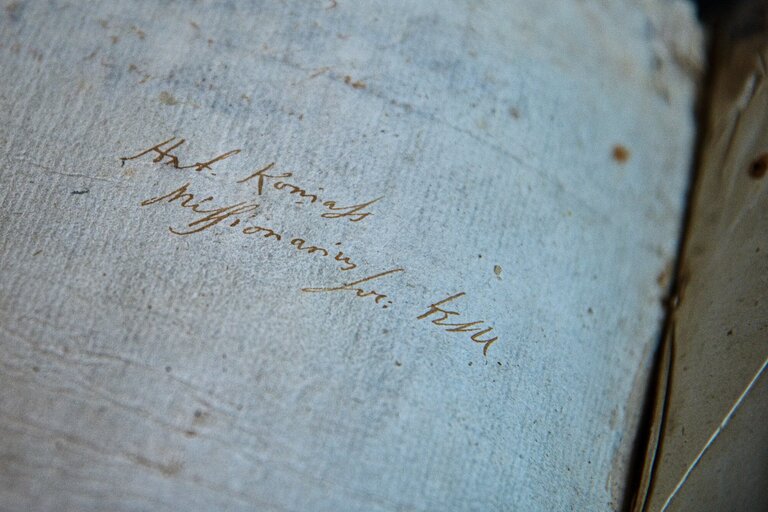 Ant. Koniaſs
Miſsionarius
Soc: JESU.